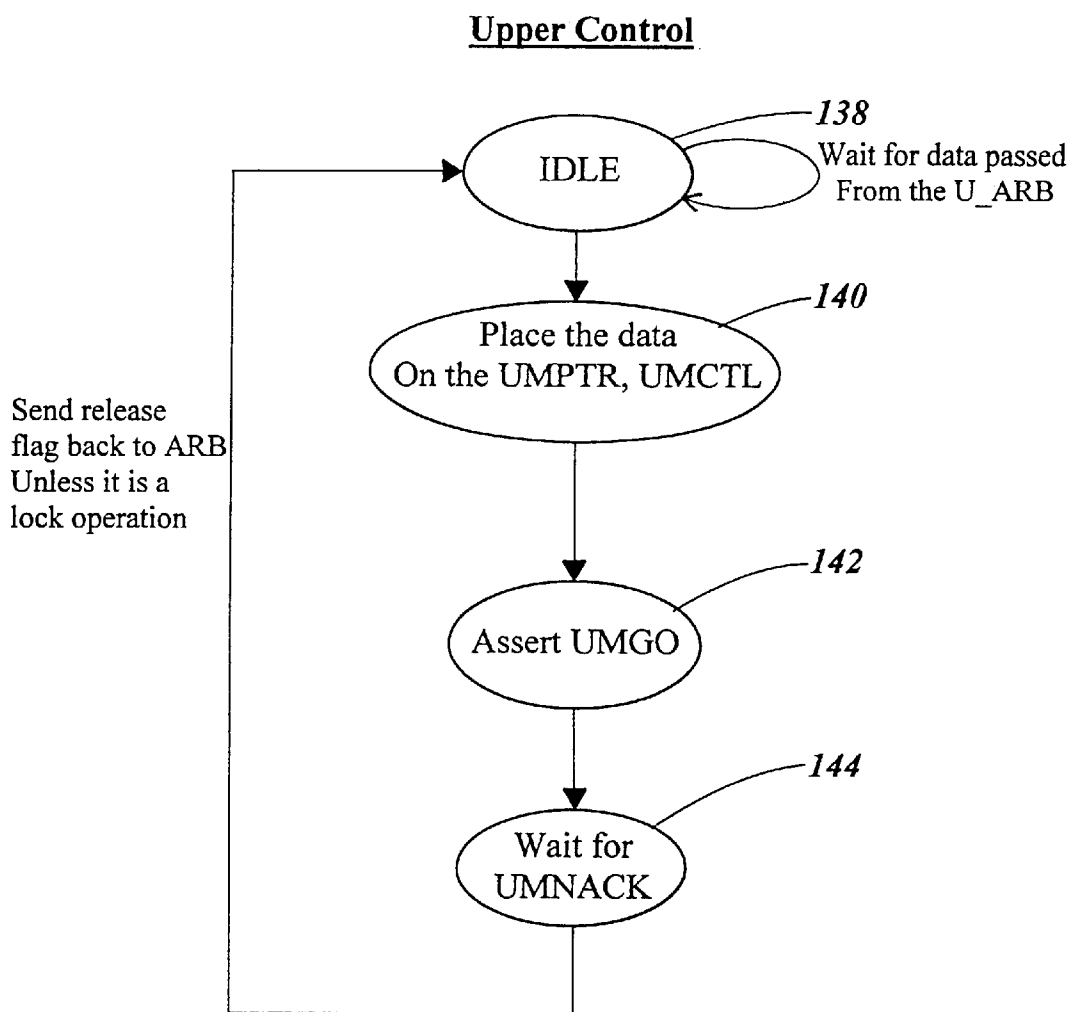 Upper Control
138
IDLE
Wait for data passed
From the U_ARB
140
Place the data
On the UMPTR, UMCTL
Send release
flag back to ARB
Unless it is a
lock operation
142
Assert UMGO
144
Wait for
UMNACK